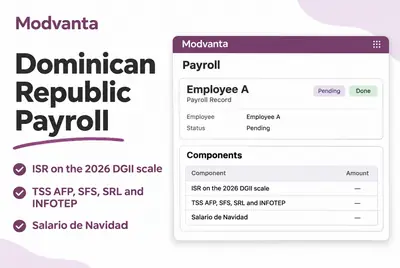 Modvanta
Dominican
Republic
Payroll
ISR on the 2026 DGII scale
TSS AFP, SFS, SRL and
INFOTEP
Salario de Navidad
Modvanta
Payroll
Employee A
Payroll Record
Pending
Done
Employee Employee A
Status Pending
Components
Component Amount
ISR on the 2026 DGII scale —
TSS AFP, SFS, SRL and INFOTEP —
Salario de Navidad —